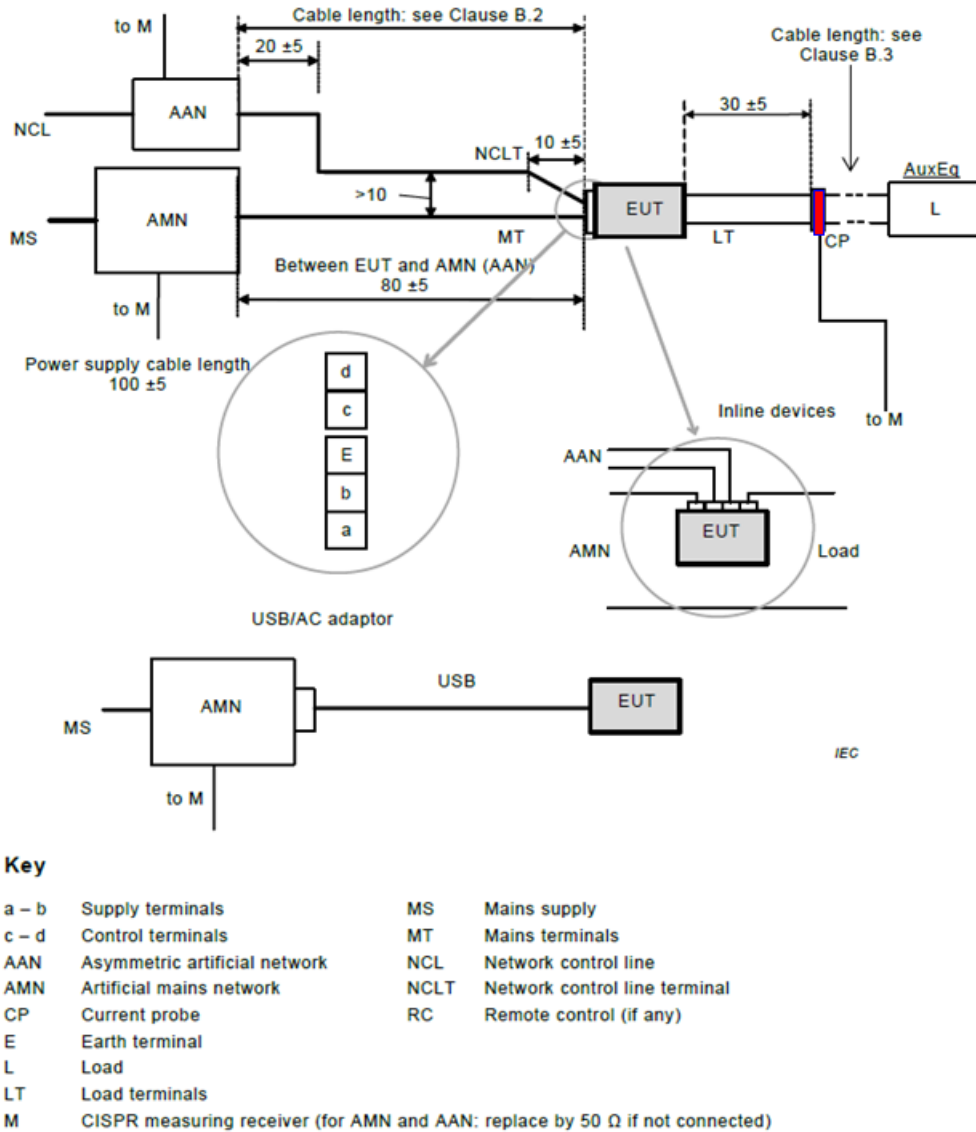 to M
Cable length: see Clause B.2
20 ±5
Cable length: see
Clause B.3
AAN
NCL
NCLT
10 ±5
30 ±5
>10
AuxEq
AMN
EUT
L
MS
MT
LT
CP
Between EUT and AMN (AAN)
80 ±5
to M
Power supply cable length
100 ±5
d
c
E
b
a
Inline devices
to M
AAN
EUT
AMN
Load
USB/AC adaptor
AMN
USB
EUT
MS
IEC
to M
Key
a – b Supply terminals
c – d Control terminals
AAN Asymmetric artificial network
AMN Artificial mains network
CP Current probe
E Earth terminal
L Load
LT Load terminals
M CISPR measuring receiver (for AMN and AAN: replace by 50 Ω if not connected)
MS Mains supply
MT Mains terminals
NCL Network control line
NCLT Network control line terminal
RC Remote control (if any)